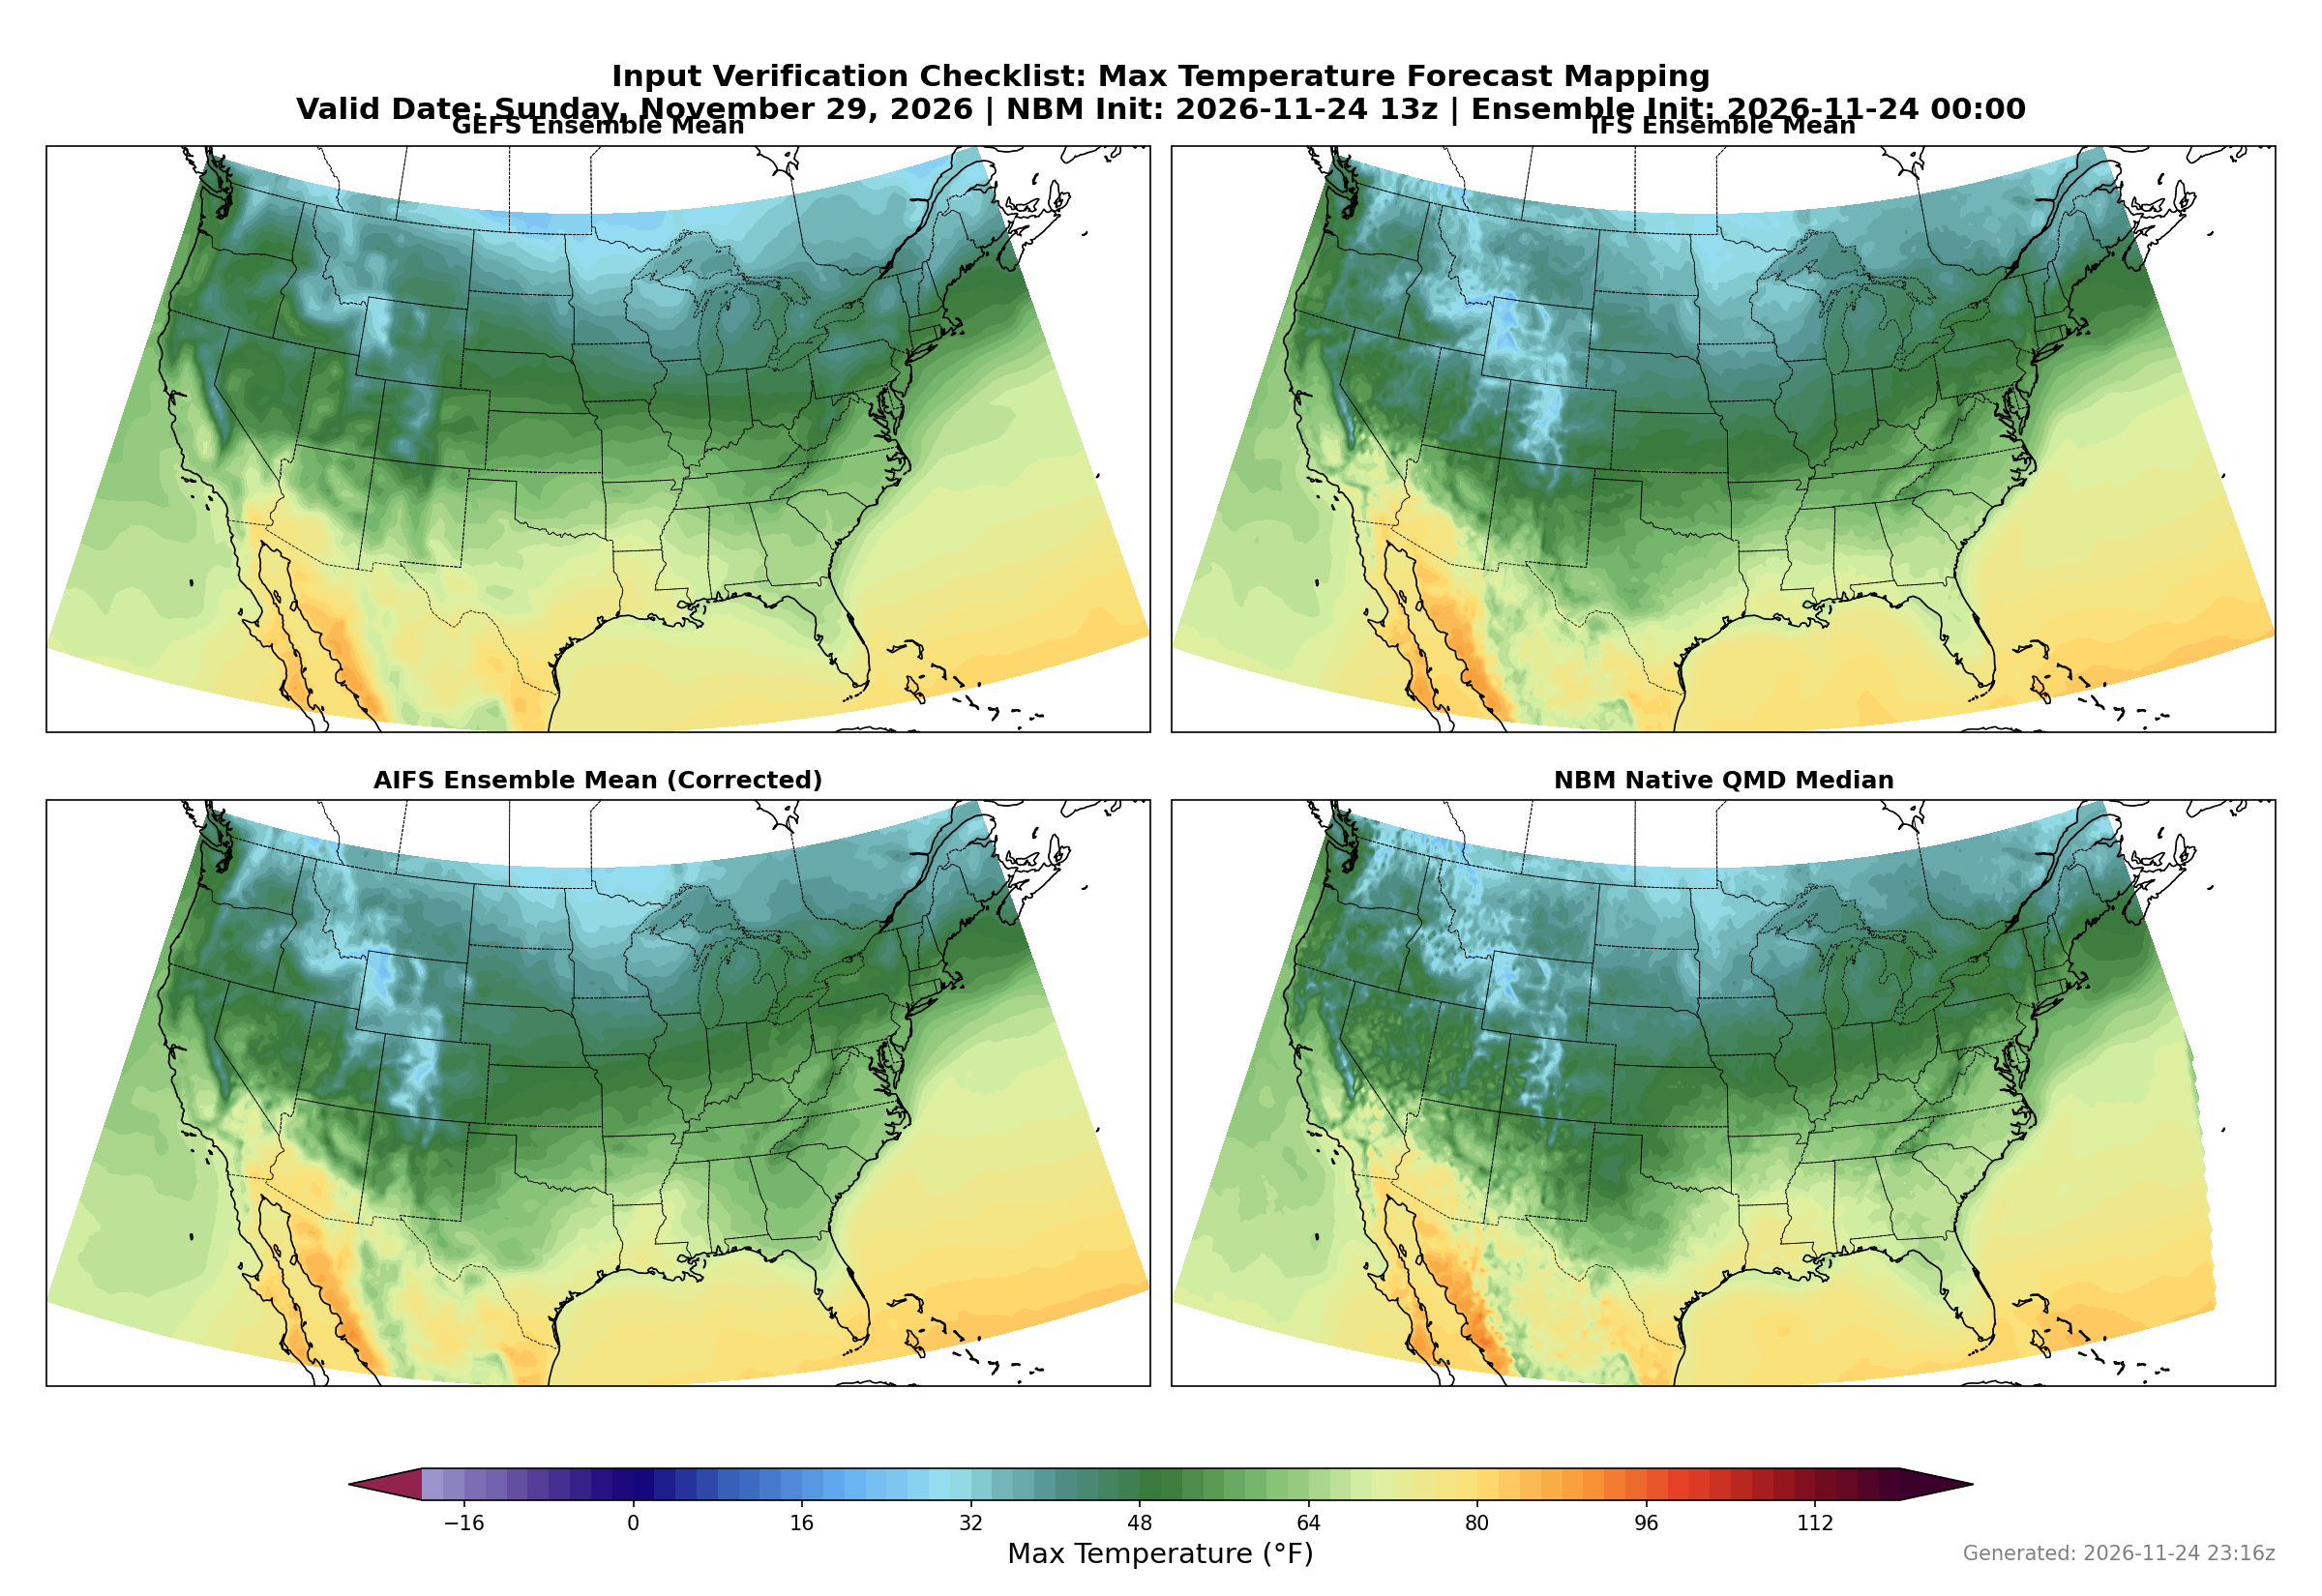 Input Verification Checklist: Max Temperature Forecast Mapping
Valid Date: Sunday, November 29, 2026 | NBM Init: 2026-11-24 13z | Ensemble Init: 2026-11-24 00:00
GEFS Ensemble Mean
IFS Ensemble Mean
AIFS Ensemble Mean (Corrected)
NBM Native QMD Median
−16 0 16 32 48 64 80 96 112
Max Temperature (°F)
Generated: 2026-11-24 23:16z